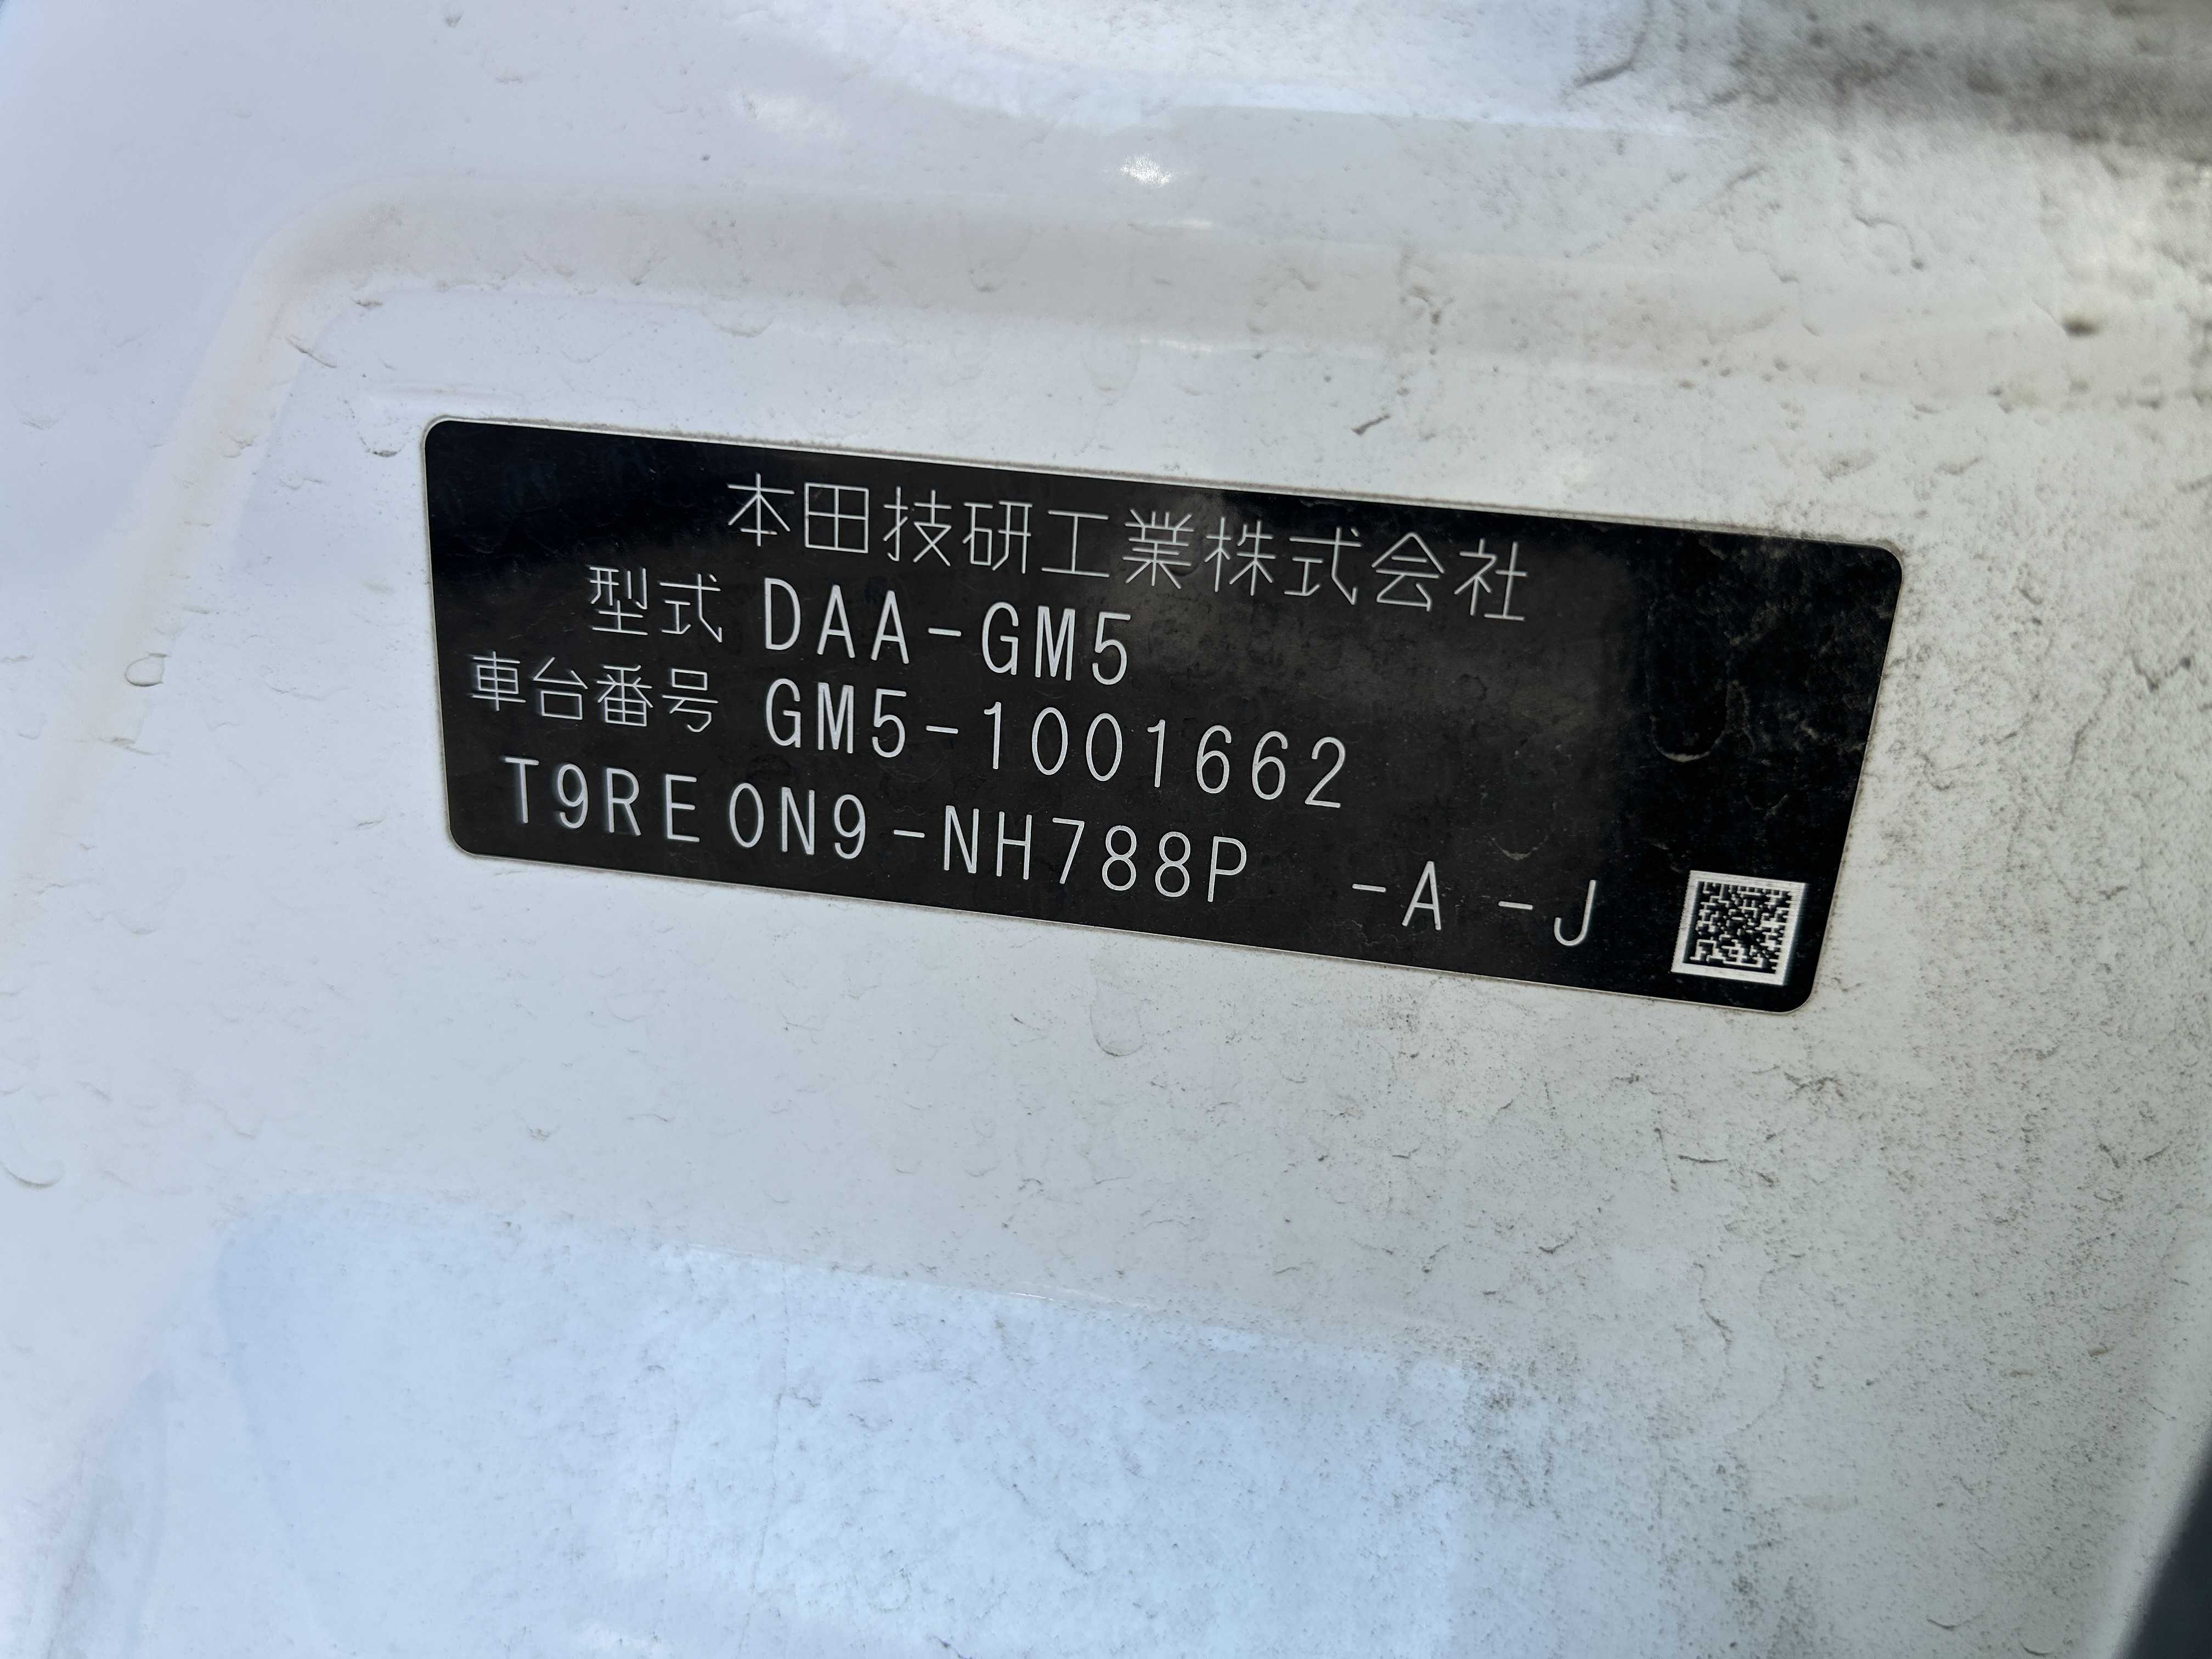 本田技研工業株式会社
型式 DAA-GM5
車台番号 GM5-1001662
T9RE0N9-NH788P -A -J